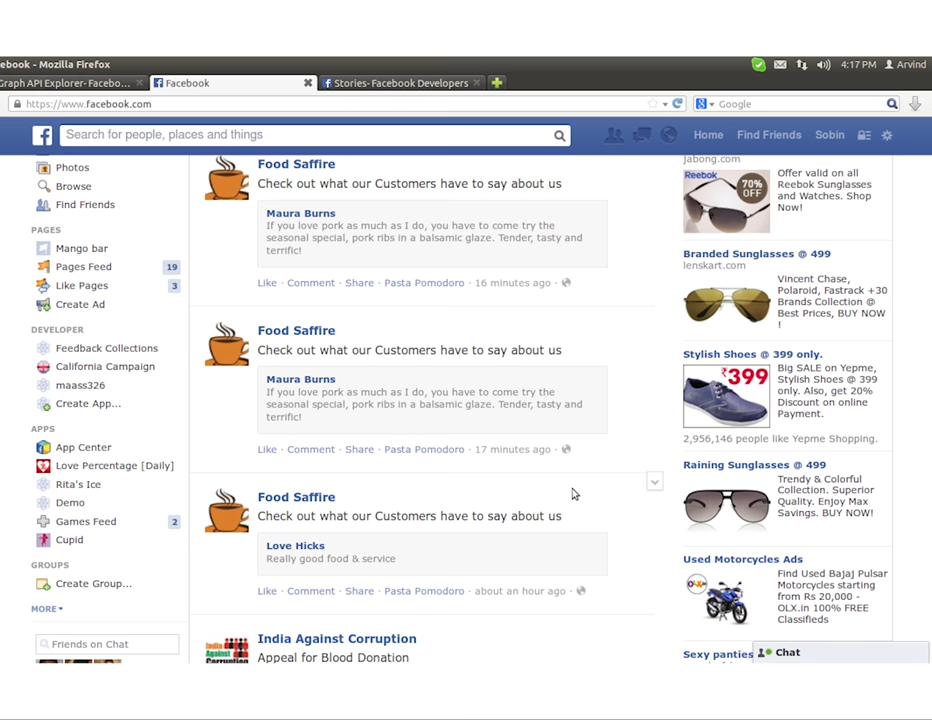 ebook - Mozilla Firefox
4:17 PM
Arvind
Graph API Explorer- Facebo...
Facebook
Stories- Facebook Developers
https://www.facebook.com
Google
Search for people, places and things
Home
Find Friends
Sobin
Photos
Browse
Find Friends
PAGES
Mango bar
Pages Feed 19
Like Pages 3
Create Ad
DEVELOPER
Feedback Collections
California Campaign
maass326
Create App...
APPS
App Center
Love Percentage [Daily]
Rita's Ice
Demo
Games Feed 2
Cupid
GROUPS
Create Group...
MORE
Friends on Chat
Food Saffire
Check out what our Customers have to say about us
Maura Burns
If you love pork as much as I do, you have to come try the
seasonal special, pork ribs in a balsamic glaze. Tender, tasty and
terrific!
Like · Comment · Share · Pasta Pomodoro · 16 minutes ago ·
Food Saffire
Check out what our Customers have to say about us
Maura Burns
If you love pork as much as I do, you have to come try the
seasonal special, pork ribs in a balsamic glaze. Tender, tasty and
terrific!
Like · Comment · Share · Pasta Pomodoro · 17 minutes ago ·
Food Saffire
Check out what our Customers have to say about us
Love Hicks
Really good food & service
Like · Comment · Share · Pasta Pomodoro · about an hour ago ·
India Against Corruption
India
Against
Corruption
Appeal for Blood Donation
jabong.com
Reebok
70%
OFF
Offer valid on all
Reebok Sunglasses
and Watches. Shop
Now!
Branded Sunglasses @ 499
lenskart.com
Vincent Chase,
Polaroid, Fastrack +30
Brands Collection @
Best Prices, BUY NOW
!
Stylish Shoes @ 399 only.
₹399
Big SALE on Yepme,
Stylish Shoes @ 399
only. Also, get 20%
Discount on online
Payment.
2,956,146 people like Yepme Shopping.
Raining Sunglasses @ 499
Trendy & Colorful
Collection. Superior
Quality. Enjoy Max
Savings. BUY NOW!
Used Motorcycles Ads
OLX
Find Used Bajaj Pulsar
Motorcycles starting
from Rs 20,000 -
OLX.in 100% FREE
Classifieds
Sexy panties
Chat